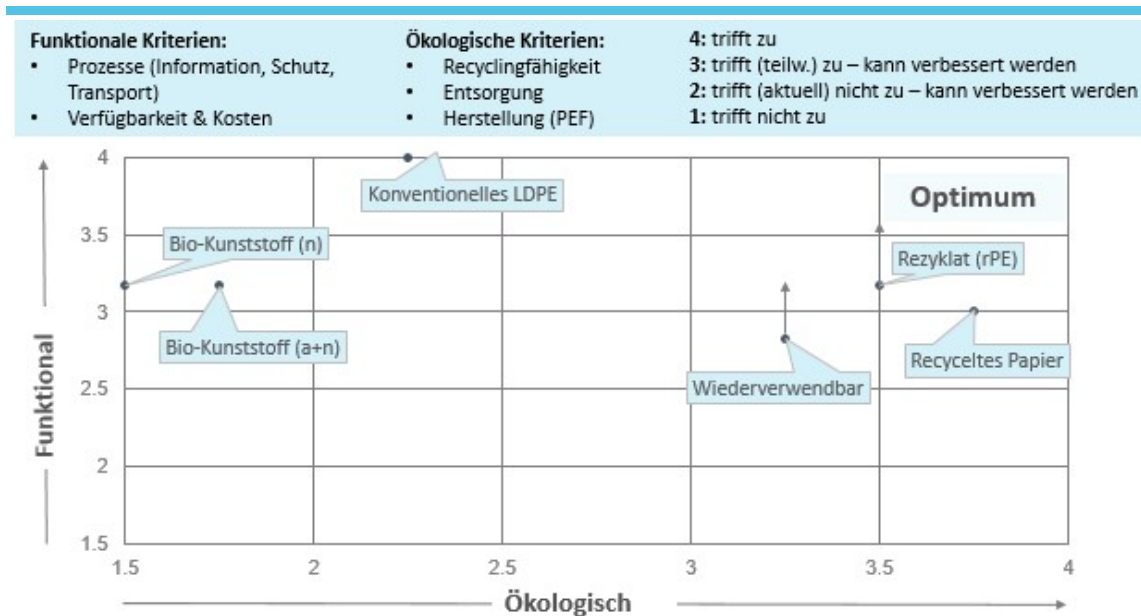 Funktionale Kriterien:
• Prozesse (Information, Schutz,
Transport)
• Verfügbarkeit & Kosten
Ökologische Kriterien:
• Recyclingfähigkeit
• Entsorgung
• Herstellung (PEF)
4: trifft zu
3: trifft (teilw.) zu – kann verbessert werden
2: trifft (aktuell) nicht zu – kann verbessert werden
1: trifft nicht zu
4
3.5
3
2.5
2
1.5
Funktional
Konventionelles LDPE
Optimum
Bio-Kunststoff (n)
Rezyklat (rPE)
Bio-Kunststoff (a+n)
Recyceltes Papier
Wiederverwendbar
1.5 2 2.5 3 3.5 4
Ökologisch